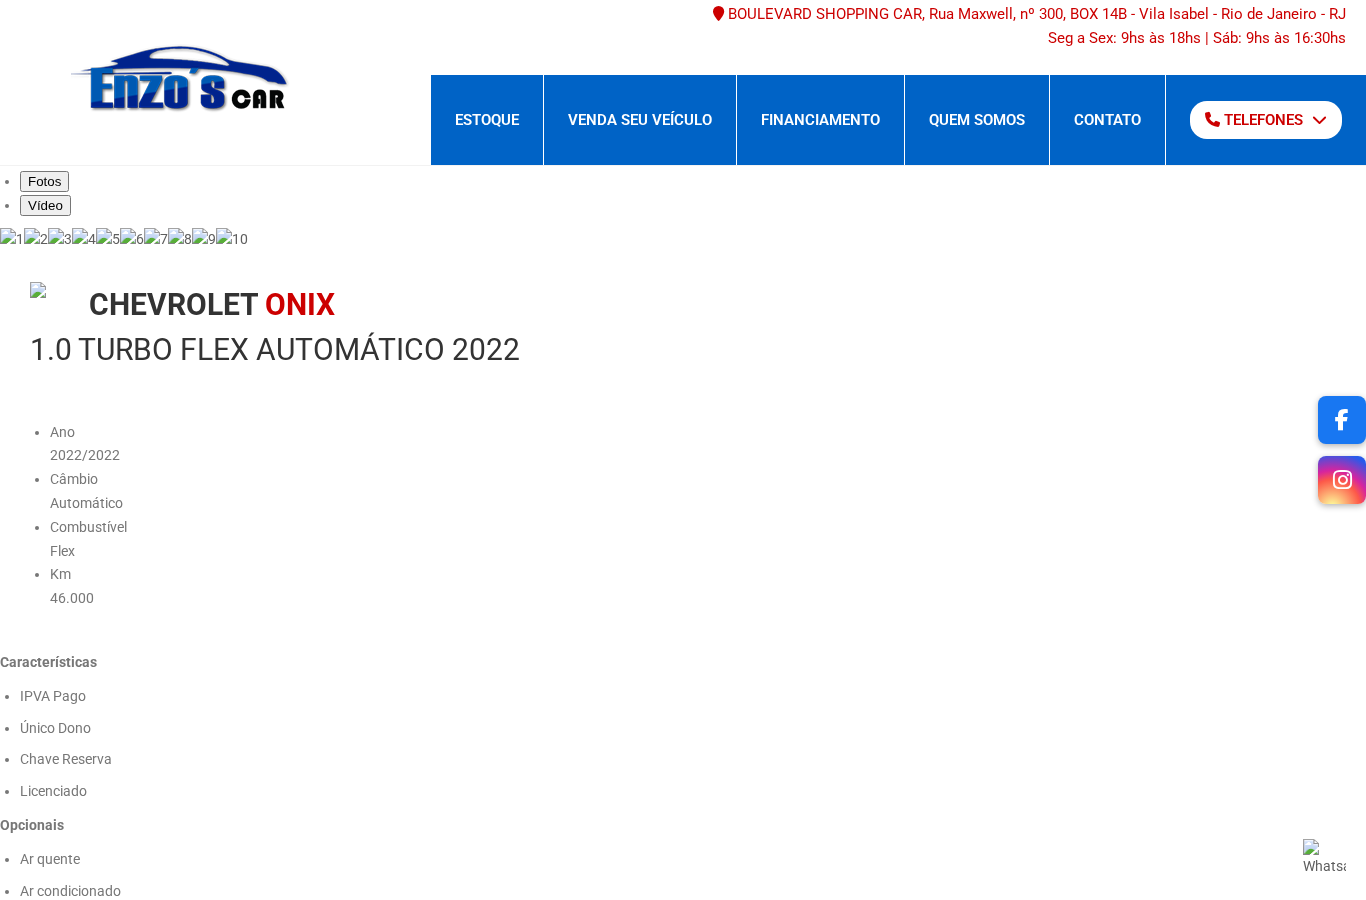 BOULEVARD SHOPPING CAR, Rua Maxwell, nº 300, BOX 14B - Vila Isabel - Rio de Janeiro - RJ
Seg a Sex: 9hs às 18hs | Sáb: 9hs às 16:30hs
Enzo's CAR
ESTOQUE
VENDA SEU VEÍCULO
FINANCIAMENTO
QUEM SOMOS
CONTATO
TELEFONES
Fotos
Vídeo
1 2 3 4 5 6 7 8 9 10
CHEVROLET ONIX
1.0 TURBO FLEX AUTOMÁTICO 2022
Ano
2022/2022
Câmbio
Automático
Combustível
Flex
Km
46.000
Características
IPVA Pago
Único Dono
Chave Reserva
Licenciado
Opcionais
Ar quente
Ar condicionado
Whatsa